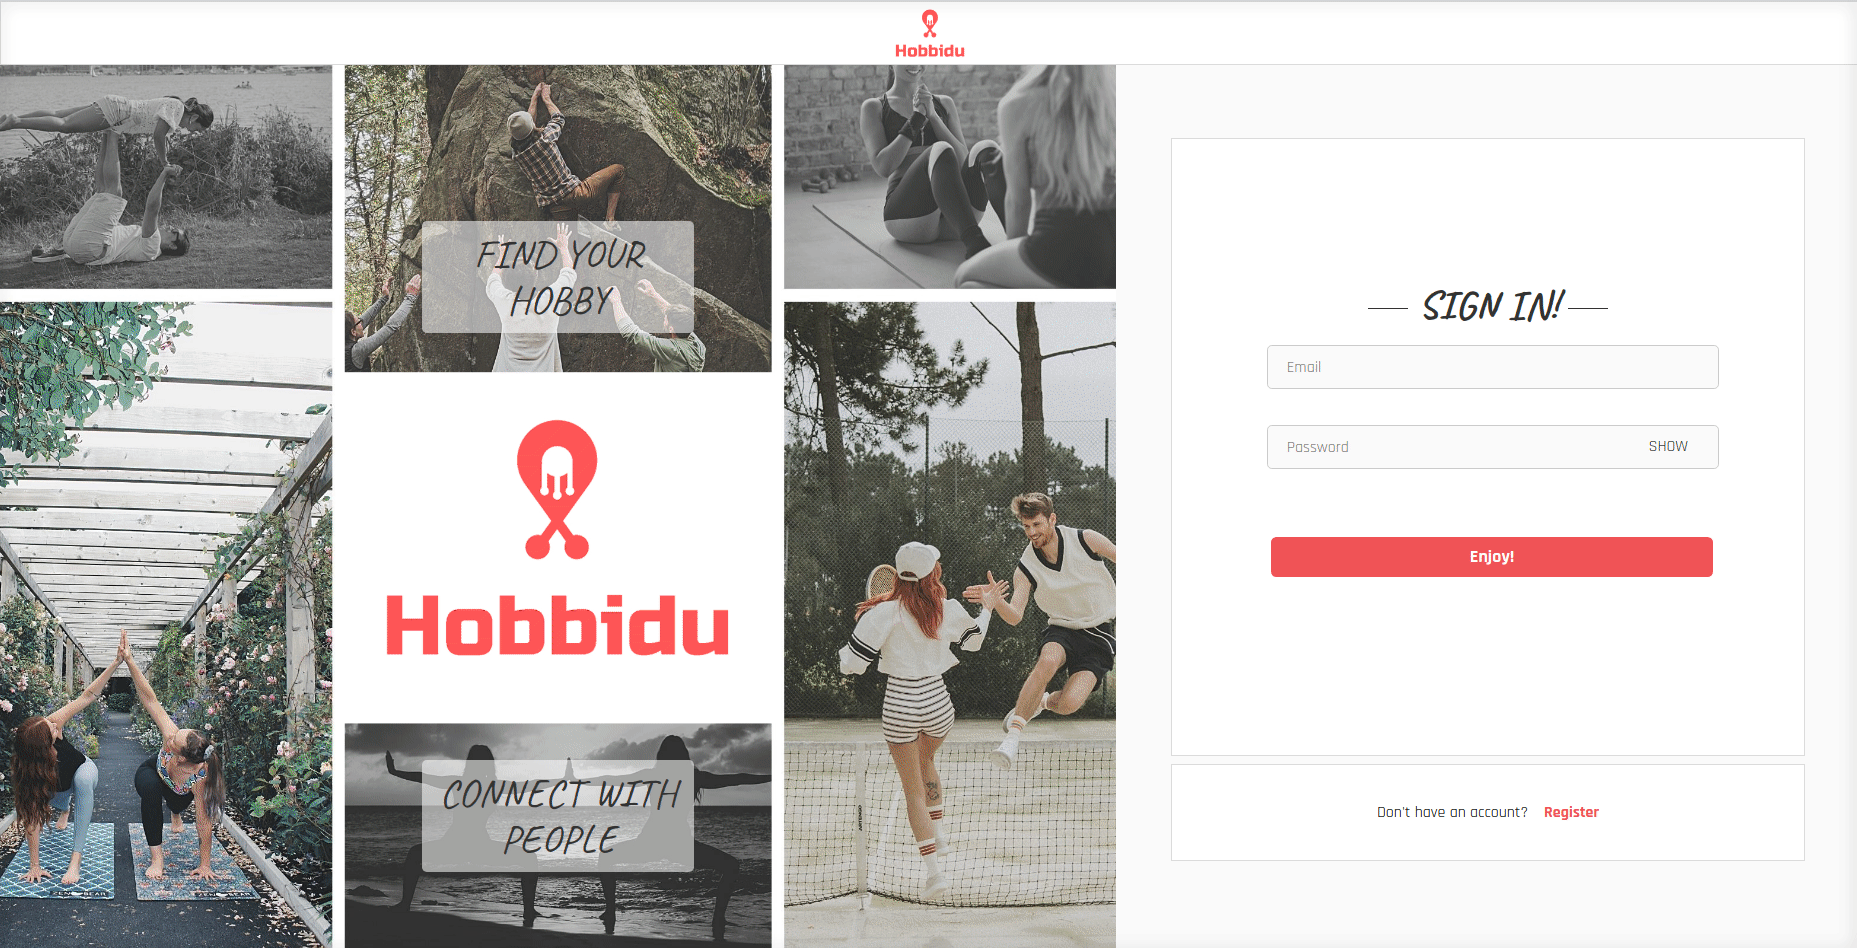 Hobbidu
FIND YOUR
HOBBY
Hobbidu
CONNECT WITH
PEOPLE
SIGN IN!
Email
Password SHOW
Enjoy!
Don't have an account? Register